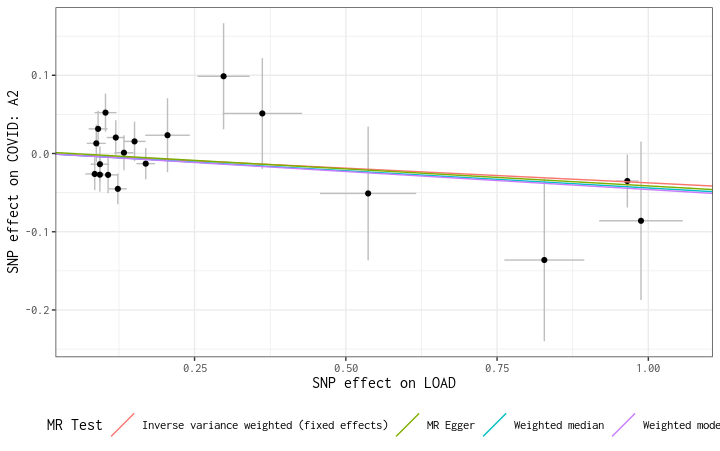 SNP effect on COVID: A2
0.1
0.0
-0.1
-0.2
0.25
0.50
0.75
1.00
SNP effect on LOAD
MR Test
Inverse variance weighted (fixed effects)
MR Egger
Weighted median
Weighted mode